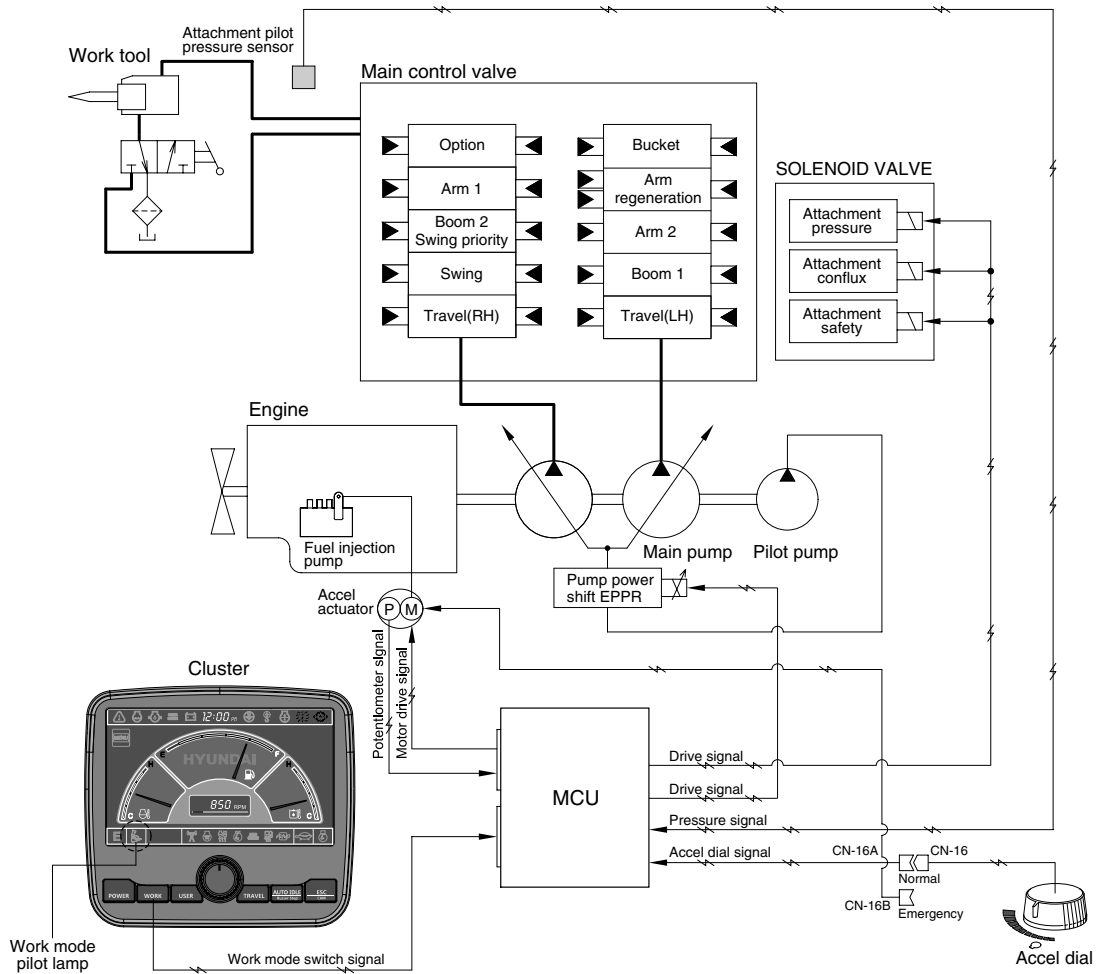 Attachment pilot
pressure sensor
Work tool
Main control valve
Option
Arm 1
Boom 2
Swing priority
Swing
Travel(RH)
Bucket
Arm
regeneration
Arm 2
Boom 1
Travel(LH)
SOLENOID VALVE
Attachment
pressure
Attachment
conflux
Attachment
safety
Engine
Fuel injection
pump
Main pump
Pilot pump
Pump power
shift EPPR
Accel
actuator
P
M
Potentiometer signal
Motor drive signal
Cluster
12:00 PM
E
F
H
H
HYUNDAI
850 RPM
C
C
E
POWER
WORK
USER
TRAVEL
AUTO IDLE
ESC
MCU
Drive signal
Drive signal
Pressure signal
Accel dial signal
CN-16A
CN-16
Normal
CN-16B
Emergency
Accel dial
Work mode
pilot lamp
Work mode switch signal